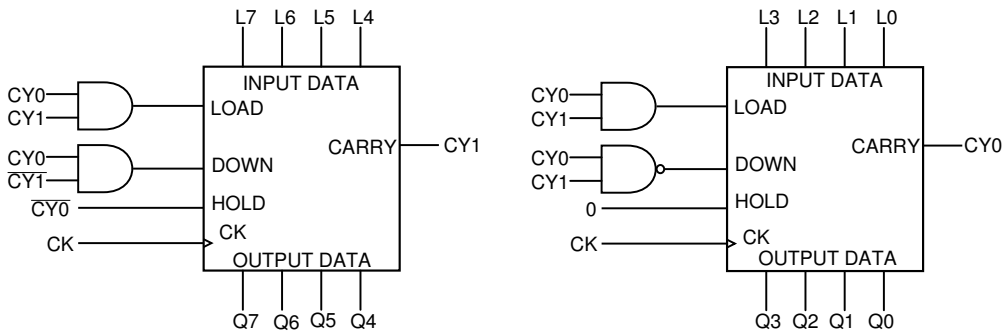 L7 L6 L5 L4
INPUT DATA
CY0
CY1
LOAD
CARRY
CY1
CY0
C̅Y̅1̅
DOWN
C̅Y̅0̅
HOLD
CK
CK
OUTPUT DATA
Q7 Q6 Q5 Q4
L3 L2 L1 L0
INPUT DATA
CY0
CY1
LOAD
CARRY
CY0
CY0
CY1
DOWN
0
HOLD
CK
CK
OUTPUT DATA
Q3 Q2 Q1 Q0